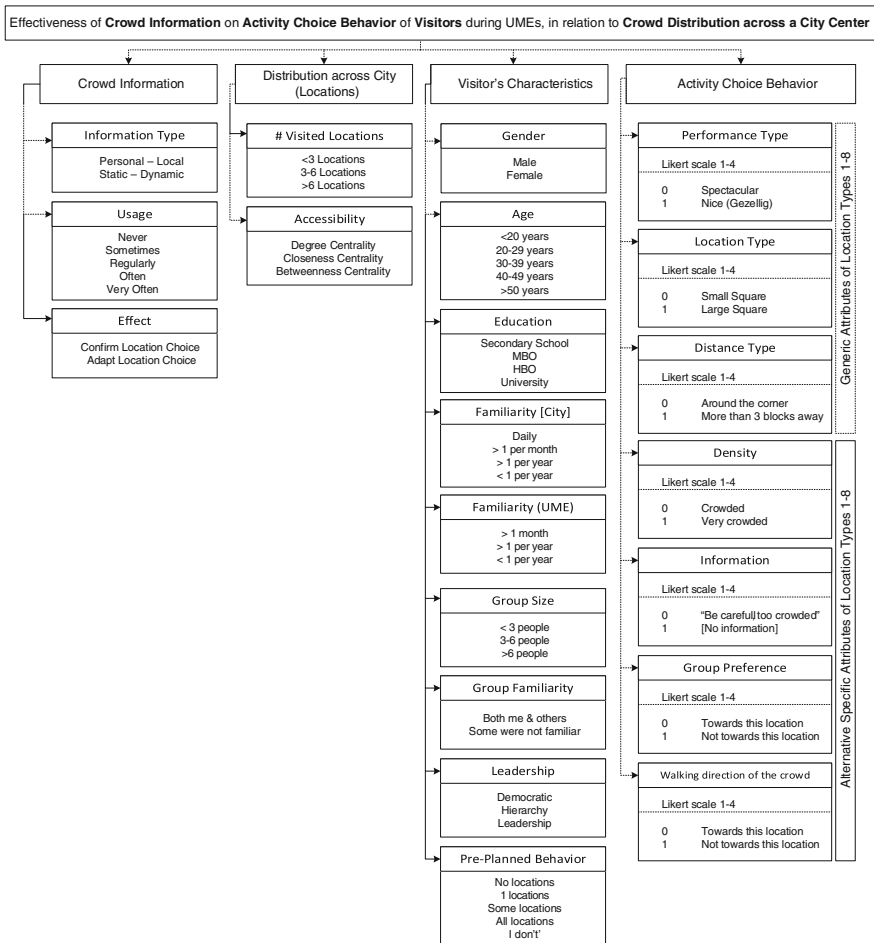 Effectiveness of Crowd Information on Activity Choice Behavior of Visitors during UMEs, in relation to Crowd Distribution across a City Center
Crowd Information
Information Type
Personal – Local
Static – Dynamic
Usage
Never
Sometimes
Regularly
Often
Very Often
Effect
Confirm Location Choice
Adapt Location Choice
Distribution across City
(Locations)
# Visited Locations
<3 Locations
3-6 Locations
>6 Locations
Accessibility
Degree Centrality
Closeness Centrality
Betweenness Centrality
Visitor's Characteristics
Gender
Male
Female
Age
<20 years
20-29 years
30-39 years
40-49 years
>50 years
Education
Secondary School
MBO
HBO
University
Familiarity [City]
Daily
> 1 per month
> 1 per year
< 1 per year
Familiarity (UME)
> 1 month
> 1 per year
< 1 per year
Group Size
< 3 people
3-6 people
>6 people
Group Familiarity
Both me & others
Some were not familiar
Leadership
Democratic
Hierarchy
Leadership
Pre-Planned Behavior
No locations
1 locations
Some locations
All locations
I don't'
Activity Choice Behavior
Performance Type
Likert scale 1-4
0 Spectacular
1 Nice (Gezellig)
Location Type
Likert scale 1-4
0 Small Square
1 Large Square
Distance Type
Likert scale 1-4
0 Around the corner
1 More than 3 blocks away
Generic Attributes of Location Types 1-8
Density
Likert scale 1-4
0 Crowded
1 Very crowded
Information
Likert scale 1-4
0 "Be careful, too crowded"
1 [No information]
Group Preference
Likert scale 1-4
0 Towards this location
1 Not towards this location
Walking direction of the crowd
Likert scale 1-4
0 Towards this location
1 Not towards this location
Alternative Specific Attributes of Location Types 1-8